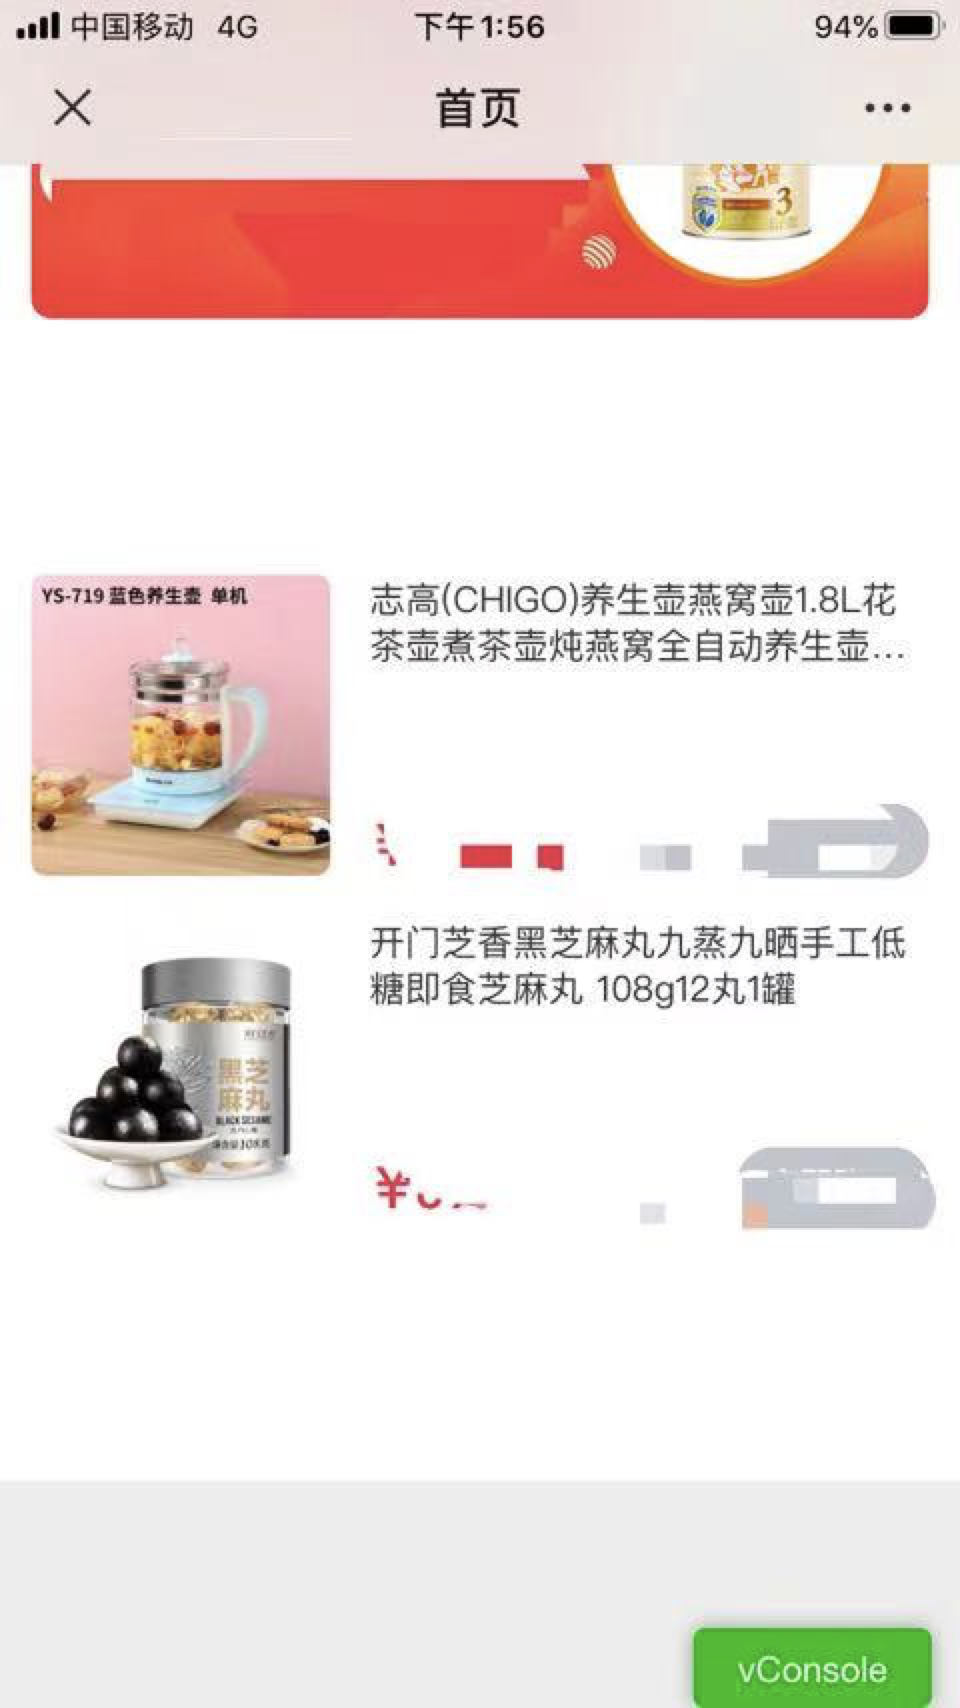 中国移动 4G 下午1:56 94%
首页
3
YS-719 蓝色养生壶 单机
志高(CHIGO)养生壶燕窝壶1.8L花
茶壶煮茶壶炖燕窝全自动养生壶...
开门芝香黑芝麻丸九蒸九晒手工低
糖即食芝麻丸 108g12丸1罐
黑芝
麻丸
BLACK SESAME
¥
vConsole